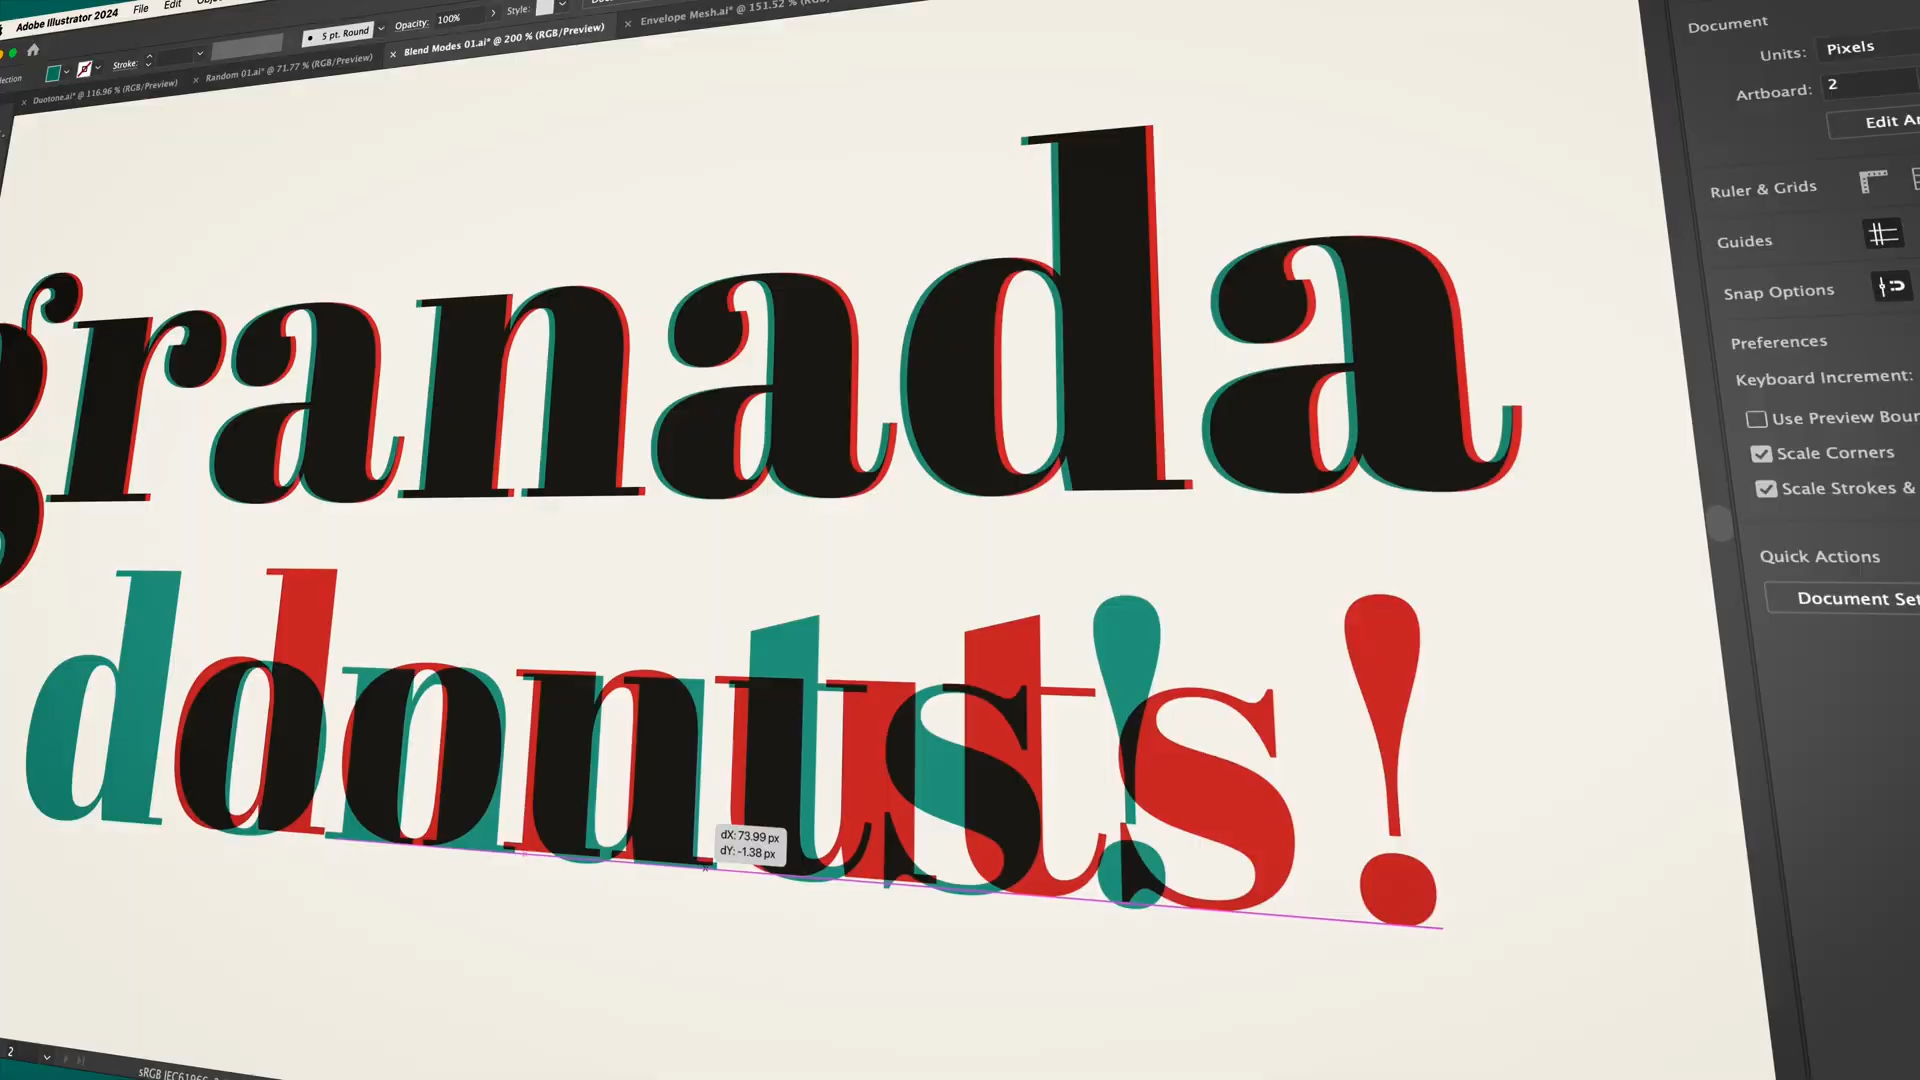 Adobe Illustrator 2024 File Edit
Stroke: 5 pt. Round Opacity: 100% Style:
Duotone.ai* @ 116.96 % (RGB/Preview) Random 01.ai* @ 71.77 % (RGB/Preview) Blend Modes 01.ai* @ 200 % (RGB/Preview) Envelope Mesh.ai* @ 151.52 %
granada
donuts!
donuts!
dX: 73.99 px
dY: -1.38 px
2
Document
Units: Pixels
Artboard: 2
Edit
Ruler & Grids
Guides
Snap Options
Preferences
Keyboard Increment:
Use Preview
Scale Corners
Scale Strokes &
Quick Actions
Document